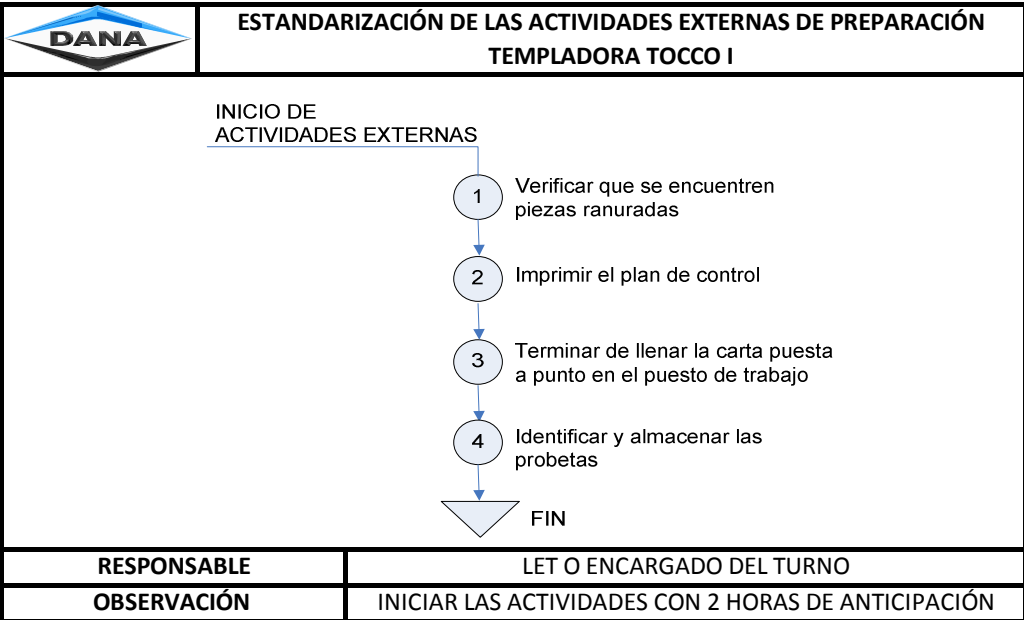 DANA
ESTANDARIZACIÓN DE LAS ACTIVIDADES EXTERNAS DE PREPARACIÓN
TEMPLADORA TOCCO I
INICIO DE
ACTIVIDADES EXTERNAS
1
Verificar que se encuentren
piezas ranuradas
2
Imprimir el plan de control
3
Terminar de llenar la carta puesta
a punto en el puesto de trabajo
4
Identificar y almacenar las
probetas
FIN
RESPONSABLE
LET O ENCARGADO DEL TURNO
OBSERVACIÓN
INICIAR LAS ACTIVIDADES CON 2 HORAS DE ANTICIPACIÓN